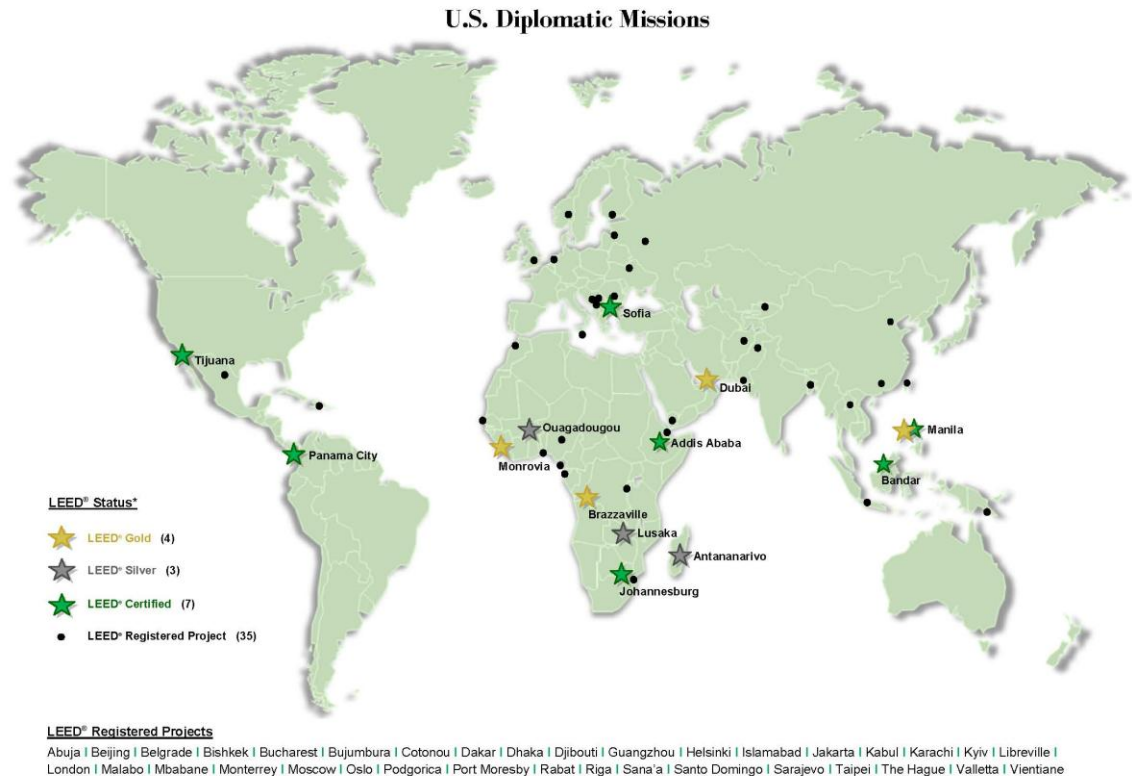 U.S. Diplomatic Missions
Sofia
Tijuana
Dubai
Ouagadougou
Addis Ababa
Manila
Panama City
Monrovia
Bandar
Brazzaville
Lusaka
Antananarivo
Johannesburg
LEED® Status*
LEED® Gold (4)
LEED® Silver (3)
LEED® Certified (7)
LEED® Registered Project (35)
LEED® Registered Projects
Abuja | Beijing | Belgrade | Bishkek | Bucharest | Bujumbura | Cotonou | Dakar | Dhaka | Djibouti | Guangzhou | Helsinki | Islamabad | Jakarta | Kabul | Karachi | Kyiv | Libreville |
London | Malabo | Mbabane | Monterrey | Moscow | Oslo | Podgorica | Port Moresby | Rabat | Riga | Sana'a | Santo Domingo | Sarajevo | Taipei | The Hague | Valletta | Vientiane